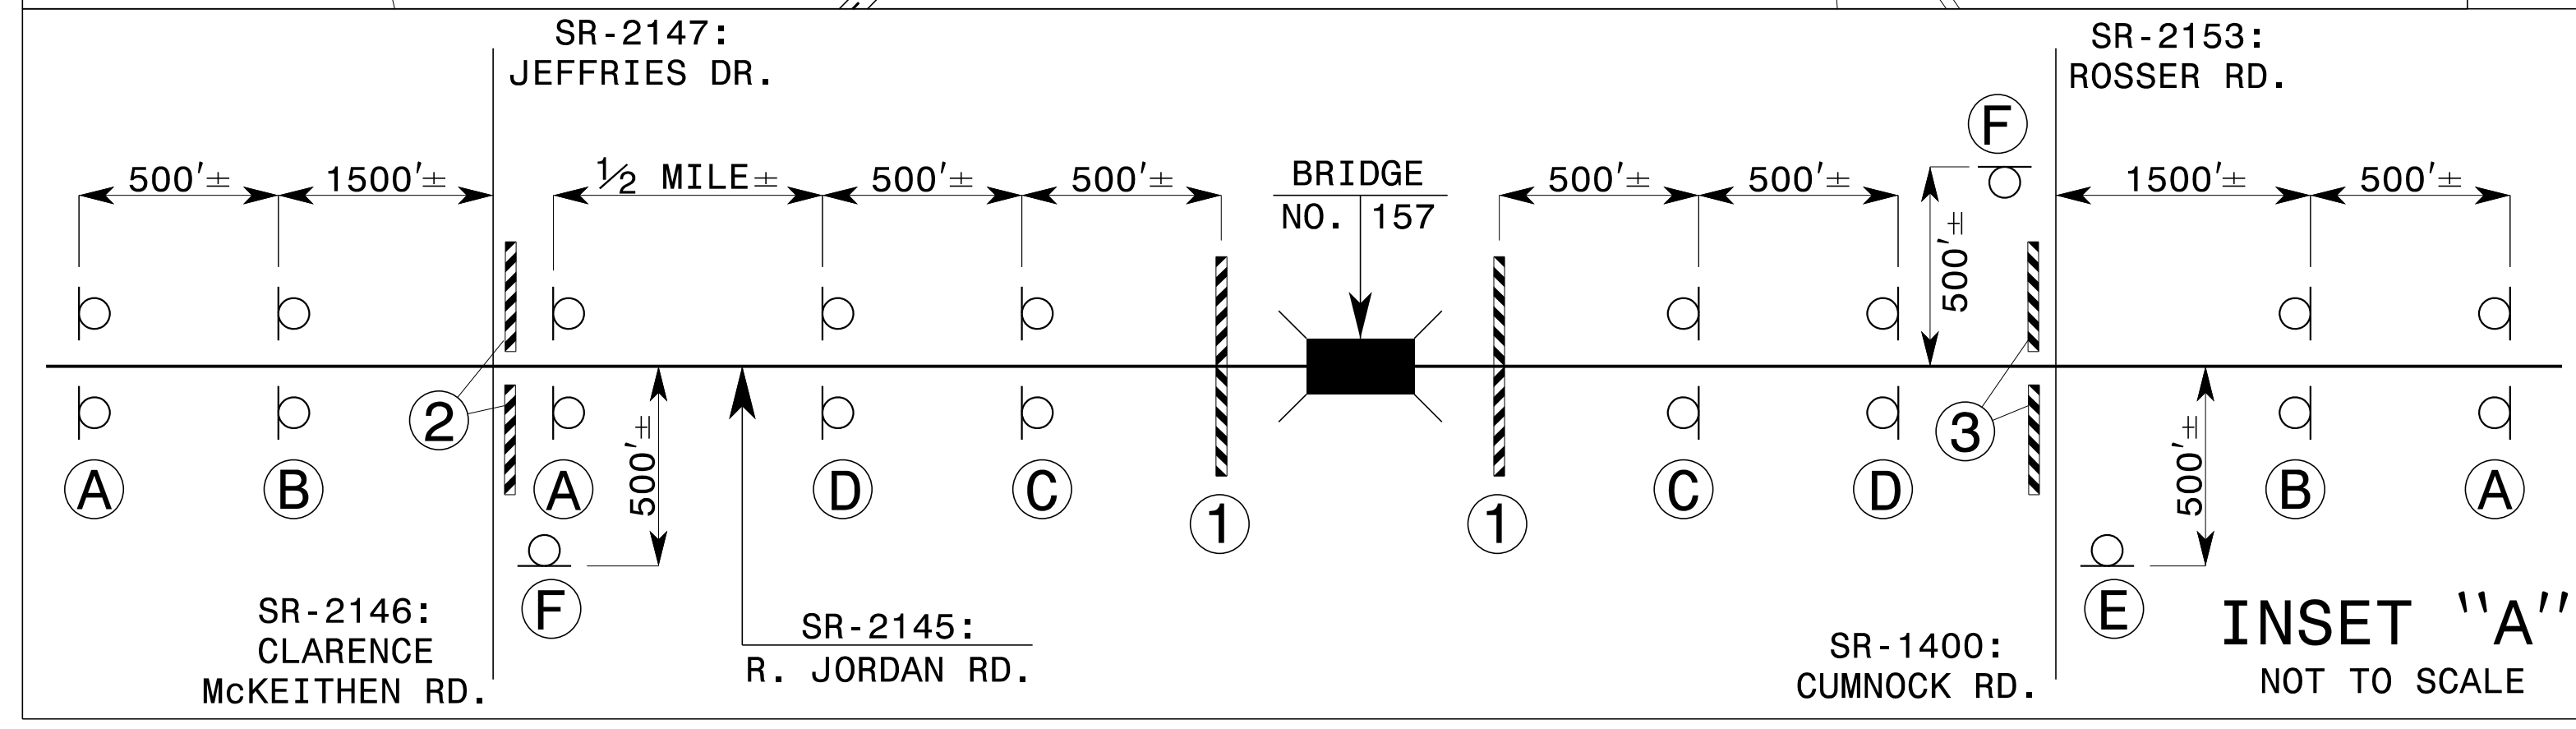 SR-2147:
JEFFRIES DR.
SR-2153:
ROSSER RD.
F
500'±
1500'±
½ MILE±
500'±
500'±
BRIDGE
NO. 157
500'±
500'±
500'±
1500'±
500'±
2
3
A
B
A
D
C
C
D
B
A
500'±
500'±
1
1
F
E
SR-2146:
CLARENCE
McKEITHEN RD.
SR-2145:
R. JORDAN RD.
SR-1400:
CUMNOCK RD.
INSET "A"
NOT TO SCALE